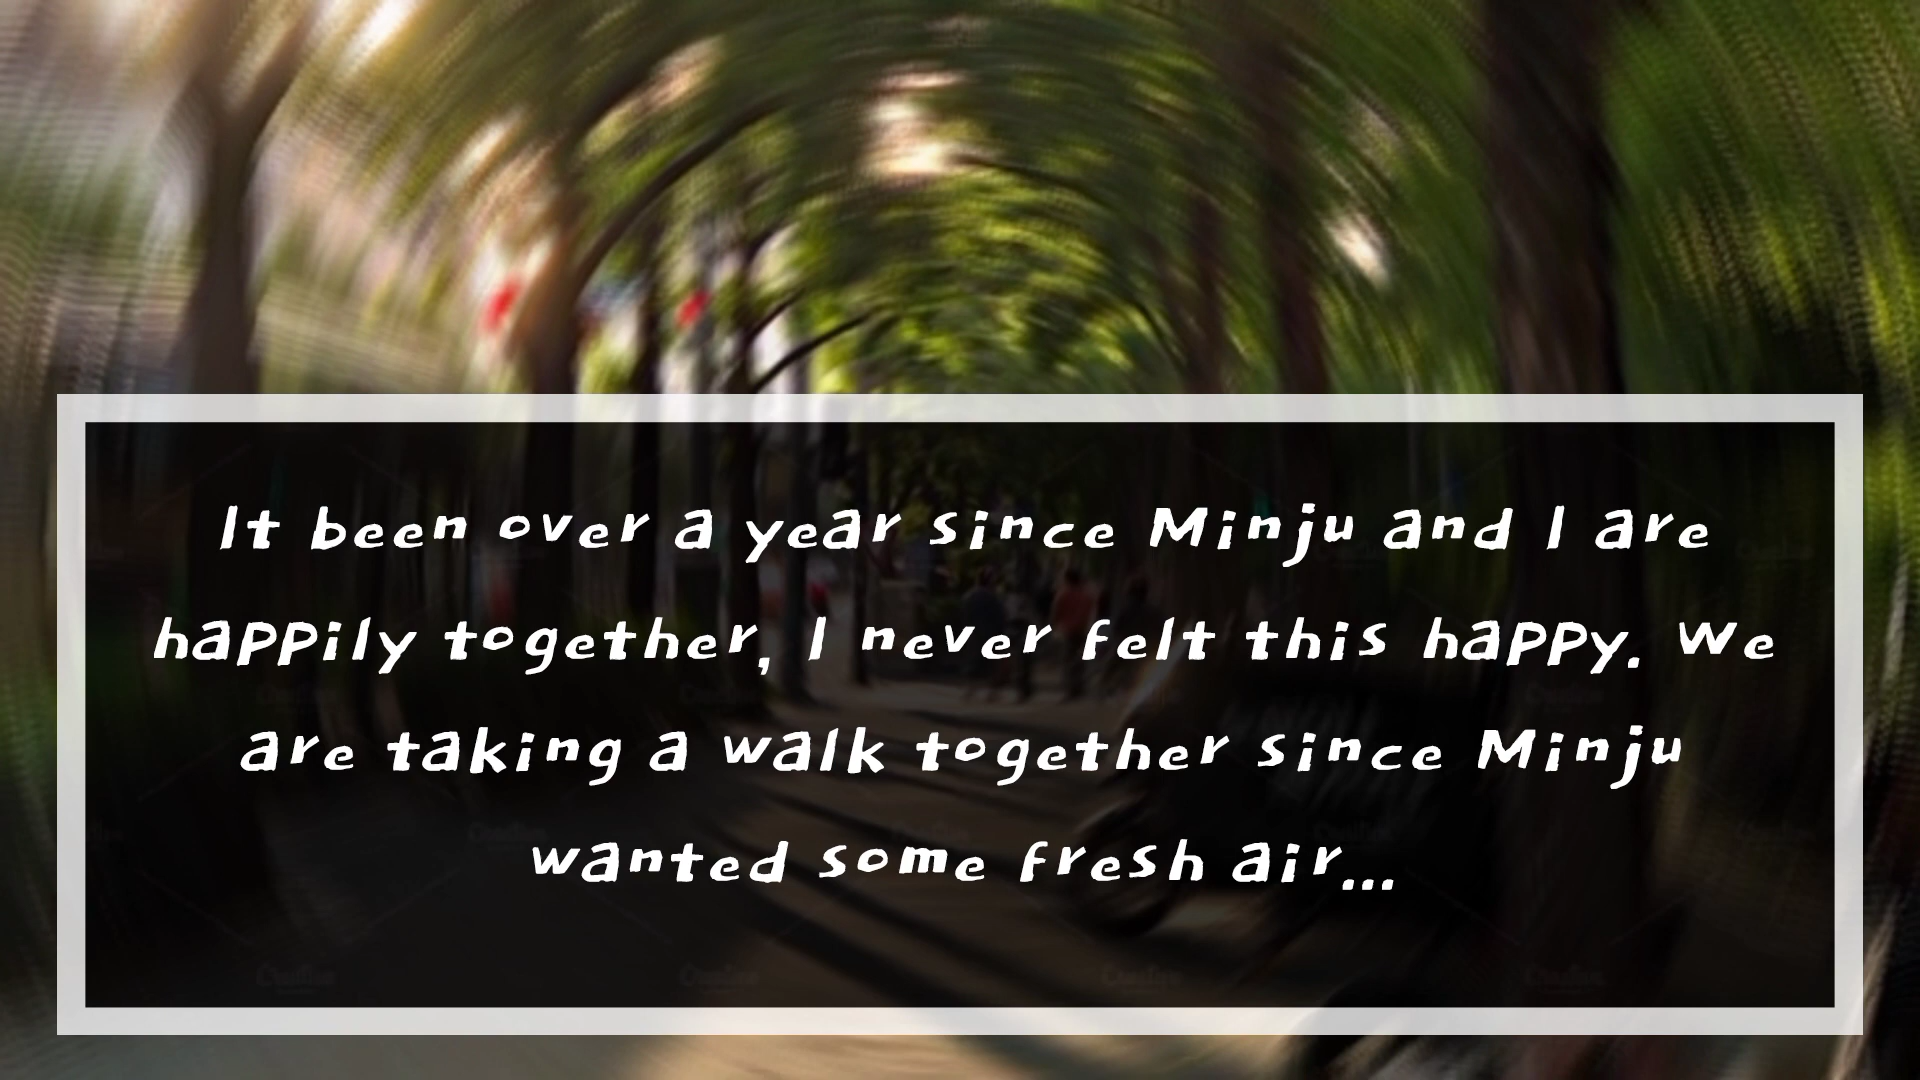 It been over a year since Minju and I are
happily together, I never felt this happy. We
are taking a walk together since Minju
wanted some fresh air...